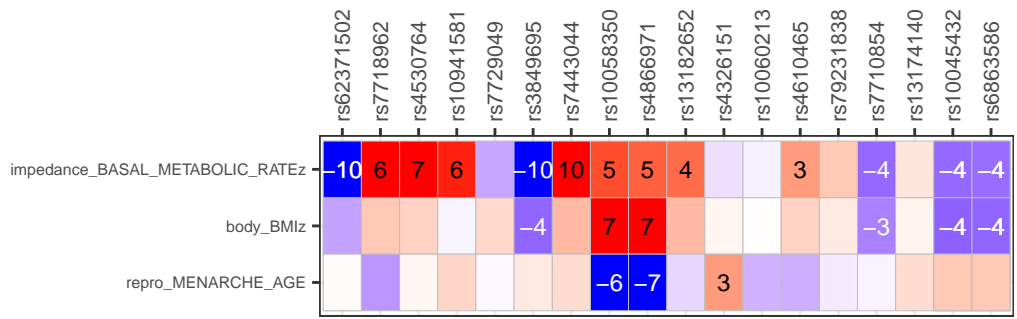 rs62371502 rs7718962 rs4530764 rs10941581 rs7729049 rs3849695 rs7443044 rs10058350 rs4866971 rs13182652 rs4326151 rs10060213 rs4610465 rs79231838 rs7710854 rs13174140 rs10045432 rs6863586
impedance_BASAL_METABOLIC_RATEz −10 6 7 6 −10 10 5 5 4 3 −4 −4 −4
body_BMIz −4 7 7 −3 −4 −4
repro_MENARCHE_AGE −6 −7 3